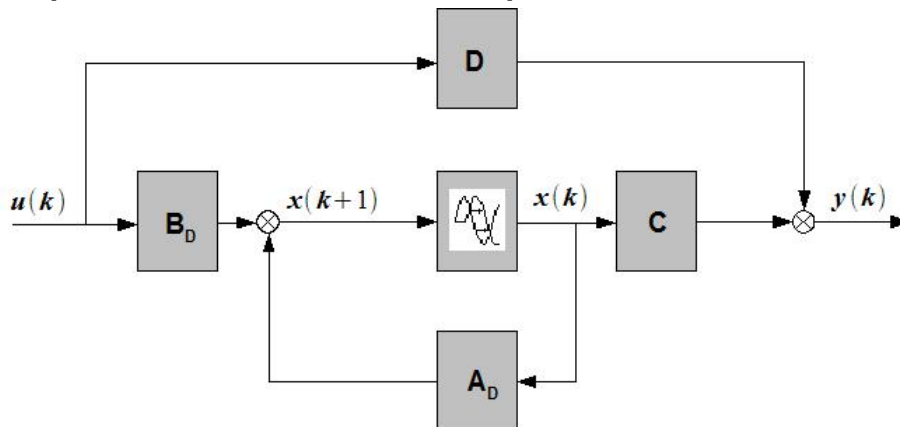 D
u(k)
B_D
x(k+1)
x(k)
C
y(k)
A_D